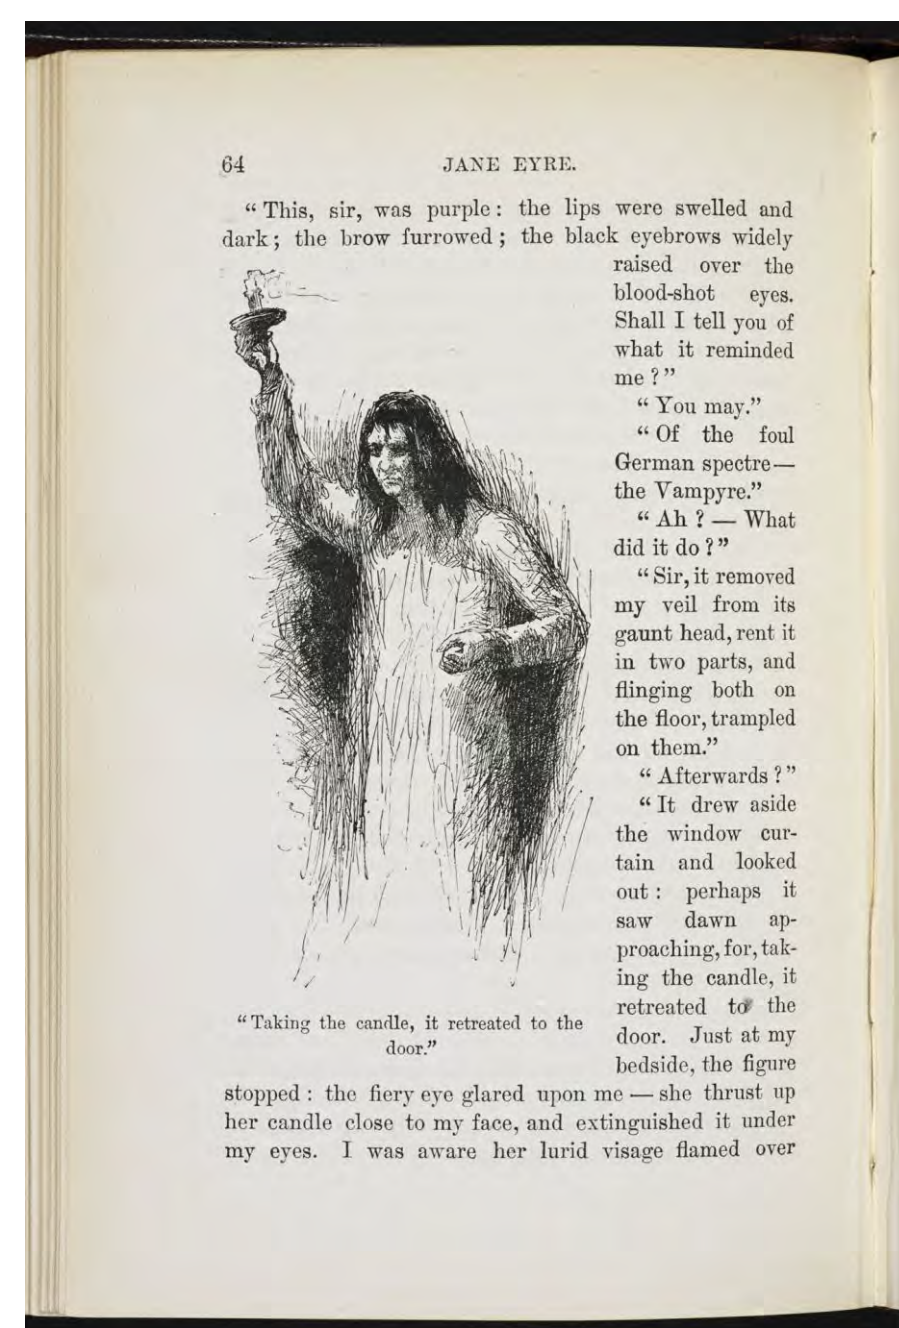 64 JANE EYRE.
“ This, sir, was purple : the lips were swelled and
dark ; the brow furrowed ; the black eyebrows widely
raised over the
blood-shot eyes.
Shall I tell you of
what it reminded
me ? ”
“ You may.”
“ Of the foul
German spectre—
the Vampyre.”
“ Ah ? — What
did it do ? ”
“ Sir, it removed
my veil from its
gaunt head, rent it
in two parts, and
flinging both on
the floor, trampled
on them.”
“ Afterwards ? ”
“ It drew aside
the window cur-
tain and looked
out : perhaps it
saw dawn ap-
proaching, for, tak-
ing the candle, it
retreated to the
door. Just at my
bedside, the figure
stopped : the fiery eye glared upon me — she thrust up
her candle close to my face, and extinguished it under
my eyes. I was aware her lurid visage flamed over
“ Taking the candle, it retreated to the
door.”